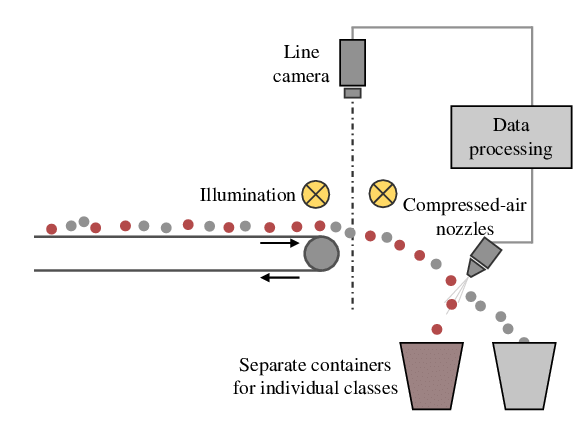 Line
camera
Data
processing
Illumination
Compressed-air
nozzles
Separate containers
for individual classes